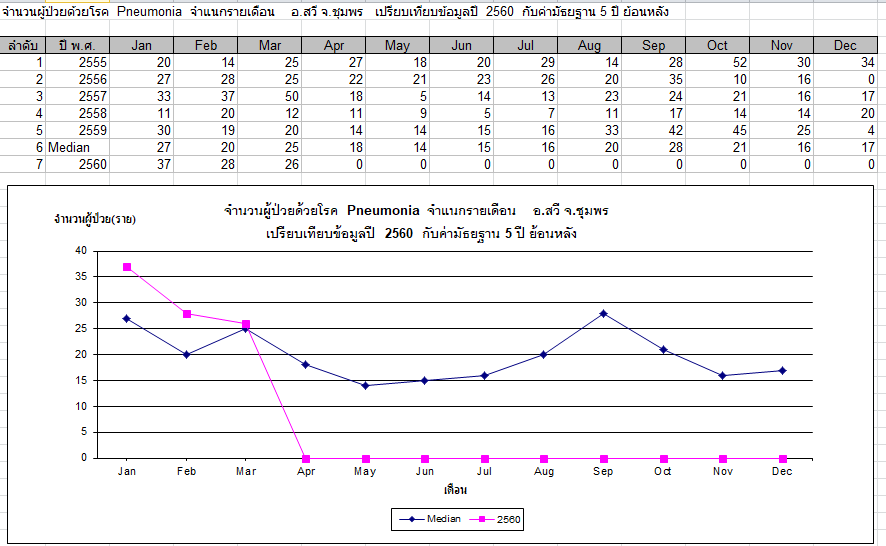 จำนวนผู้ป่วยด้วยโรค Pneumonia จำแนกรายเดือน อ.สวี จ.ชุมพร เปรียบเทียบข้อมูลปี 2560 กับค่ามัธยฐาน 5 ปี ย้อนหลัง
ลำดับ ปี พ.ศ. Jan Feb Mar Apr May Jun Jul Aug Sep Oct Nov Dec
1 2555 20 14 25 27 18 20 29 14 28 52 30 34
2 2556 27 28 25 22 21 23 26 20 35 10 16 0
3 2557 33 37 50 18 5 14 13 23 24 21 16 17
4 2558 11 20 12 11 9 5 7 11 17 14 14 20
5 2559 30 19 20 14 14 15 16 33 42 45 25 4
6 Median 27 20 25 18 14 15 16 20 28 21 16 17
7 2560 37 28 26 0 0 0 0 0 0 0 0 0
จำนวนผู้ป่วยด้วยโรค Pneumonia จำแนกรายเดือน อ.สวี จ.ชุมพร
เปรียบเทียบข้อมูลปี 2560 กับค่ามัธยฐาน 5 ปี ย้อนหลัง
จำนวนผู้ป่วย(ราย)
40
35
30
25
20
15
10
5
0
Jan Feb Mar Apr May Jun Jul Aug Sep Oct Nov Dec
เดือน
Median 2560